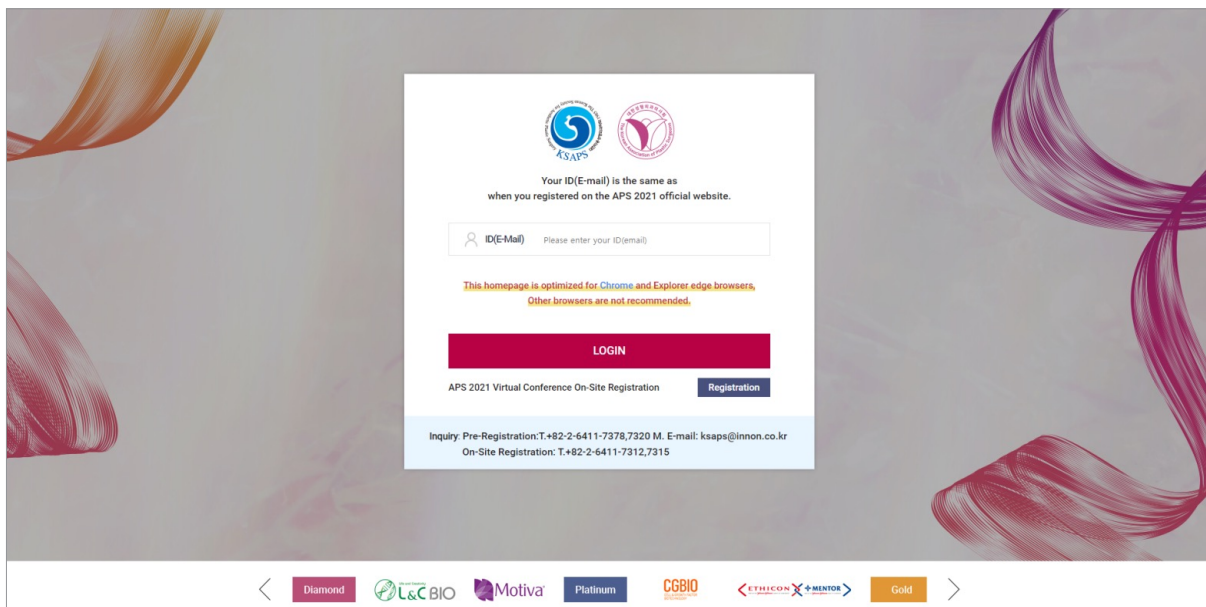 KSAPS
Your ID(E-mail) is the same as
when you registered on the APS 2021 official website.
ID(E-Mail) Please enter your ID(email)
This homepage is optimized for Chrome and Explorer edge browsers,
Other browsers are not recommended.
LOGIN
APS 2021 Virtual Conference On-Site Registration Registration
Inquiry: Pre-Registration:T.+82-2-6411-7378,7320 M. E-mail: ksaps@innon.co.kr
On-Site Registration: T.+82-2-6411-7312,7315
Diamond L&C BIO Motiva Platinum CGBIO ETHICON MENTOR Gold